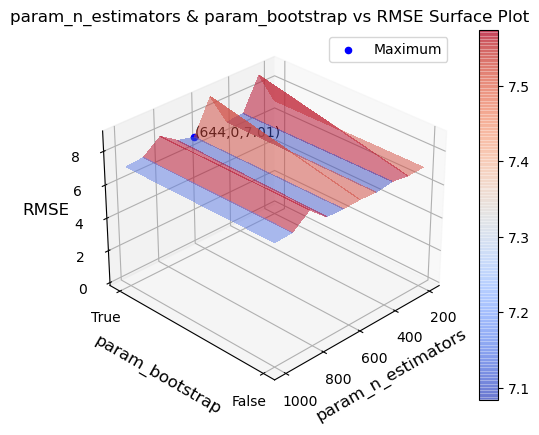 param_n_estimators & param_bootstrap vs RMSE Surface Plot
Maximum
(644,0,7.01)
RMSE
8
6
4
2
0
True
False
param_bootstrap
1000
800
600
400
200
param_n_estimators
7.5
7.4
7.3
7.2
7.1